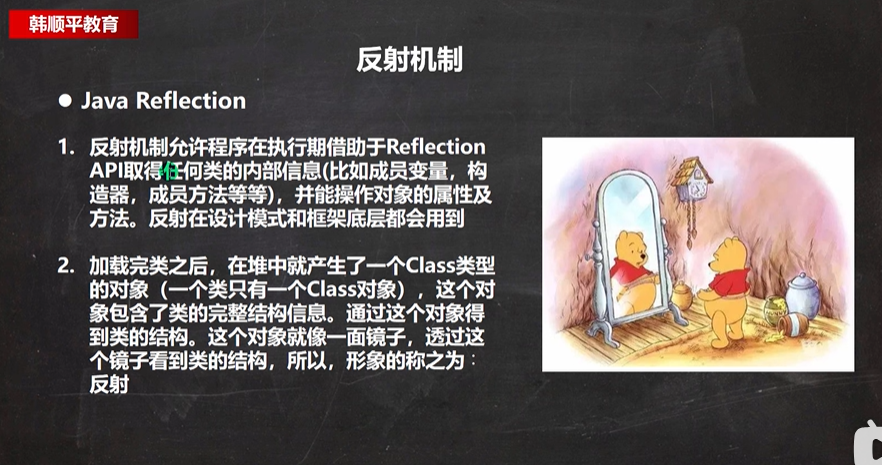 韩顺平教育
反射机制
● Java Reflection
1. 反射机制允许程序在执行期借助于Reflection
API取得任何类的内部信息(比如成员变量，构
造器，成员方法等等)，并能操作对象的属性及
方法。反射在设计模式和框架底层都会用到
2. 加载完类之后，在堆中就产生了一个Class类型
的对象（一个类只有一个Class对象），这个对
象包含了类的完整结构信息。通过这个对象得
到类的结构。这个对象就像一面镜子，透过这
个镜子看到类的结构，所以，形象的称之为：
反射